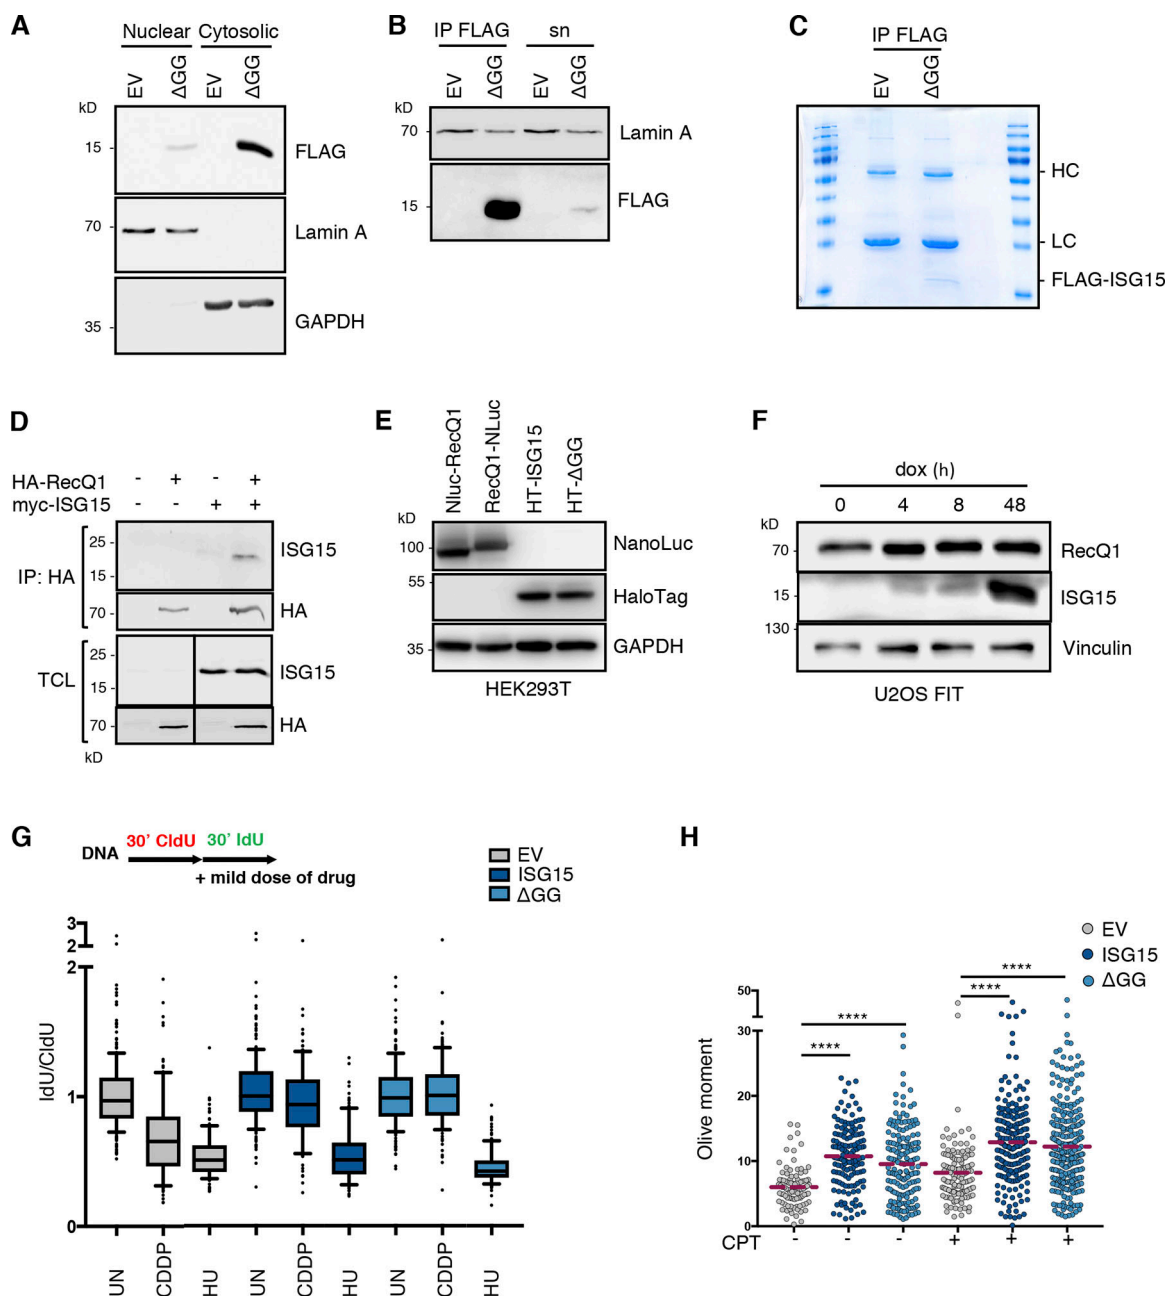 A
Nuclear Cytosolic
EV ΔGG EV ΔGG
kD
15 FLAG
70 Lamin A
35 GAPDH
B
IP FLAG sn
EV ΔGG EV ΔGG
kD
70 Lamin A
15 FLAG
C
IP FLAG
EV ΔGG
HC
LC
FLAG-ISG15
D
HA-RecQ1 - + - +
myc-ISG15 - - + +
IP: HA
25 ISG15
15
70 HA
TCL
25 ISG15
15
70 HA
kD
E
Nluc-RecQ1 RecQ1-NLuc HT-ISG15 HT-ΔGG
kD
100 NanoLuc
55 HaloTag
35 GAPDH
HEK293T
F
dox (h)
0 4 8 48
kD
70 RecQ1
15 ISG15
130 Vinculin
U2OS FIT
G
30' CldU 30' IdU
DNA
+ mild dose of drug
EV
ISG15
ΔGG
IdU/CldU
3
2
2
1
0
UN CDDP HU UN CDDP HU UN CDDP HU
H
EV
ISG15
ΔGG
**** ****
**** ****
Olive moment
50
30
20
10
0
CPT - - - + + +